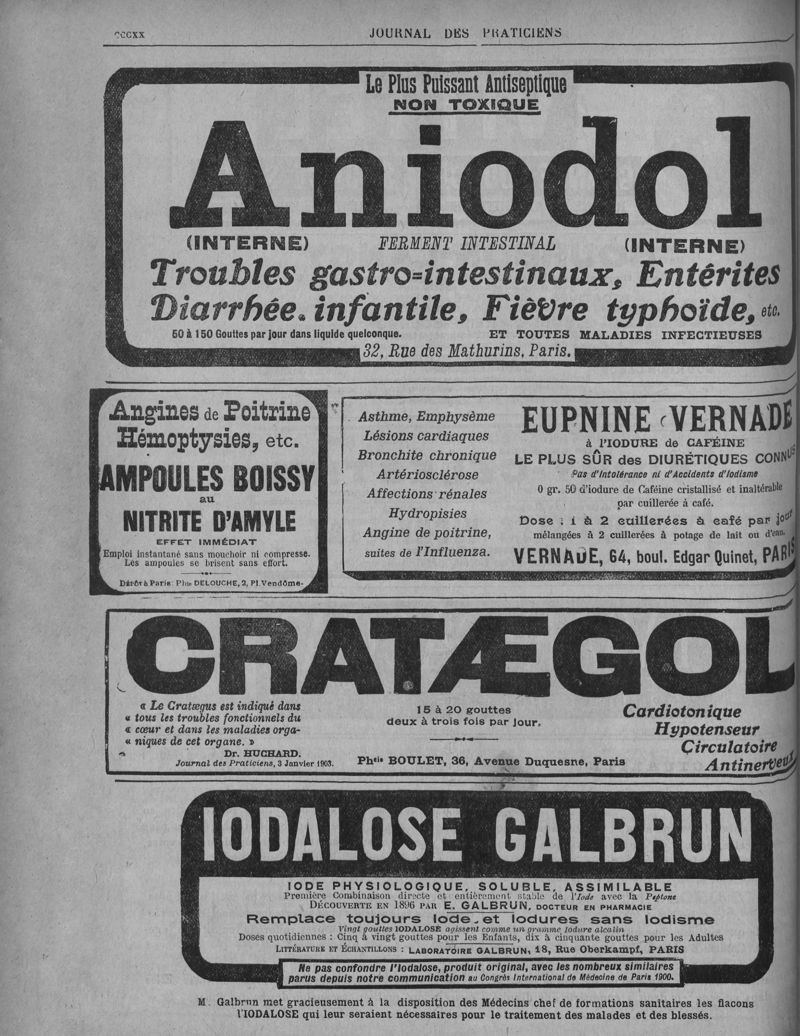 CCCXX
JOURNAL DES PRATICIENS
Le Plus Puissant Antiseptique
NON TOXIQUE
Aniodol
(INTERNE) FERMENT INTESTINAL (INTERNE)
Troubles gastro-intestinaux, Entérites
Diarrhée infantile, Fièvre typhoïde, etc.
50 à 150 Gouttes par jour dans liquide quelconque. ET TOUTES MALADIES INFECTIEUSES
32, Rue des Mathurins, Paris.
Angines de Poitrine
Hémoptysies, etc.
AMPOULES BOISSY
au
NITRITE D'AMYLE
EFFET IMMÉDIAT
Emploi instantané sans mouchoir ni compresse.
Les ampoules se brisent sans effort.
Dépôt à Paris: Phie DELOUCHE, 2, Pl. Vendôme.
Asthme, Emphysème
Lésions cardiaques
Bronchite chronique
Artériosclérose
Affections rénales
Hydropisies
Angine de poitrine,
suites de l'Influenza.
EUPNINE VERNADE
à l'IODURE de CAFÉINE
LE PLUS SÛR des DIURÉTIQUES CONNUS
Pas d'Intolérance ni d'Accidents d'Iodisme
0 gr. 50 d'iodure de Caféine cristallisé et inaltérable
par cuillerée à café.
Dose : 1 à 2 cuillerées à café par jour
mélangées à 2 cuillerées à potage de lait ou d'eau.
VERNADE, 64, boul. Edgar Quinet, PARIS
CRATÆGOL
« Le Cratægus est indiqué dans
« tous les troubles fonctionnels du
« cœur et dans les maladies orga-
« niques de cet organe. »
Dr. HUCHARD.
Journal des Praticiens, 3 Janvier 1903.
15 à 20 gouttes
deux à trois fois par jour.
Phcie BOULET, 36, Avenue Duquesne, Paris
Cardiotonique
Hypotenseur
Circulatoire
Antinerveux
IODALOSE GALBRUN
IODE PHYSIOLOGIQUE, SOLUBLE, ASSIMILABLE
Première Combinaison directe et entièrement stable de l'Iode avec la Peptone
DÉCOUVERTE EN 1896 PAR E. GALBRUN, DOCTEUR EN PHARMACIE
Remplace toujours Iode et Iodures sans Iodisme
Vingt gouttes IODALOSE agissent comme un gramme Iodure alcalin
Doses quotidiennes : Cinq à vingt gouttes pour les Enfants, dix à cinquante gouttes pour les Adultes
LITTÉRATURE ET ÉCHANTILLONS : LABORATOIRE GALBRUN, 18, Rue Oberkampf, PARIS
Ne pas confondre l'Iodalose, produit original, avec les nombreux similaires
parus depuis notre communication au Congrès International de Médecine de Paris 1900.
M. Galbrun met gracieusement à la disposition des Médecins chef de formations sanitaires les flacons
l'IODALOSE qui leur seraient nécessaires pour le traitement des malades et des blessés.